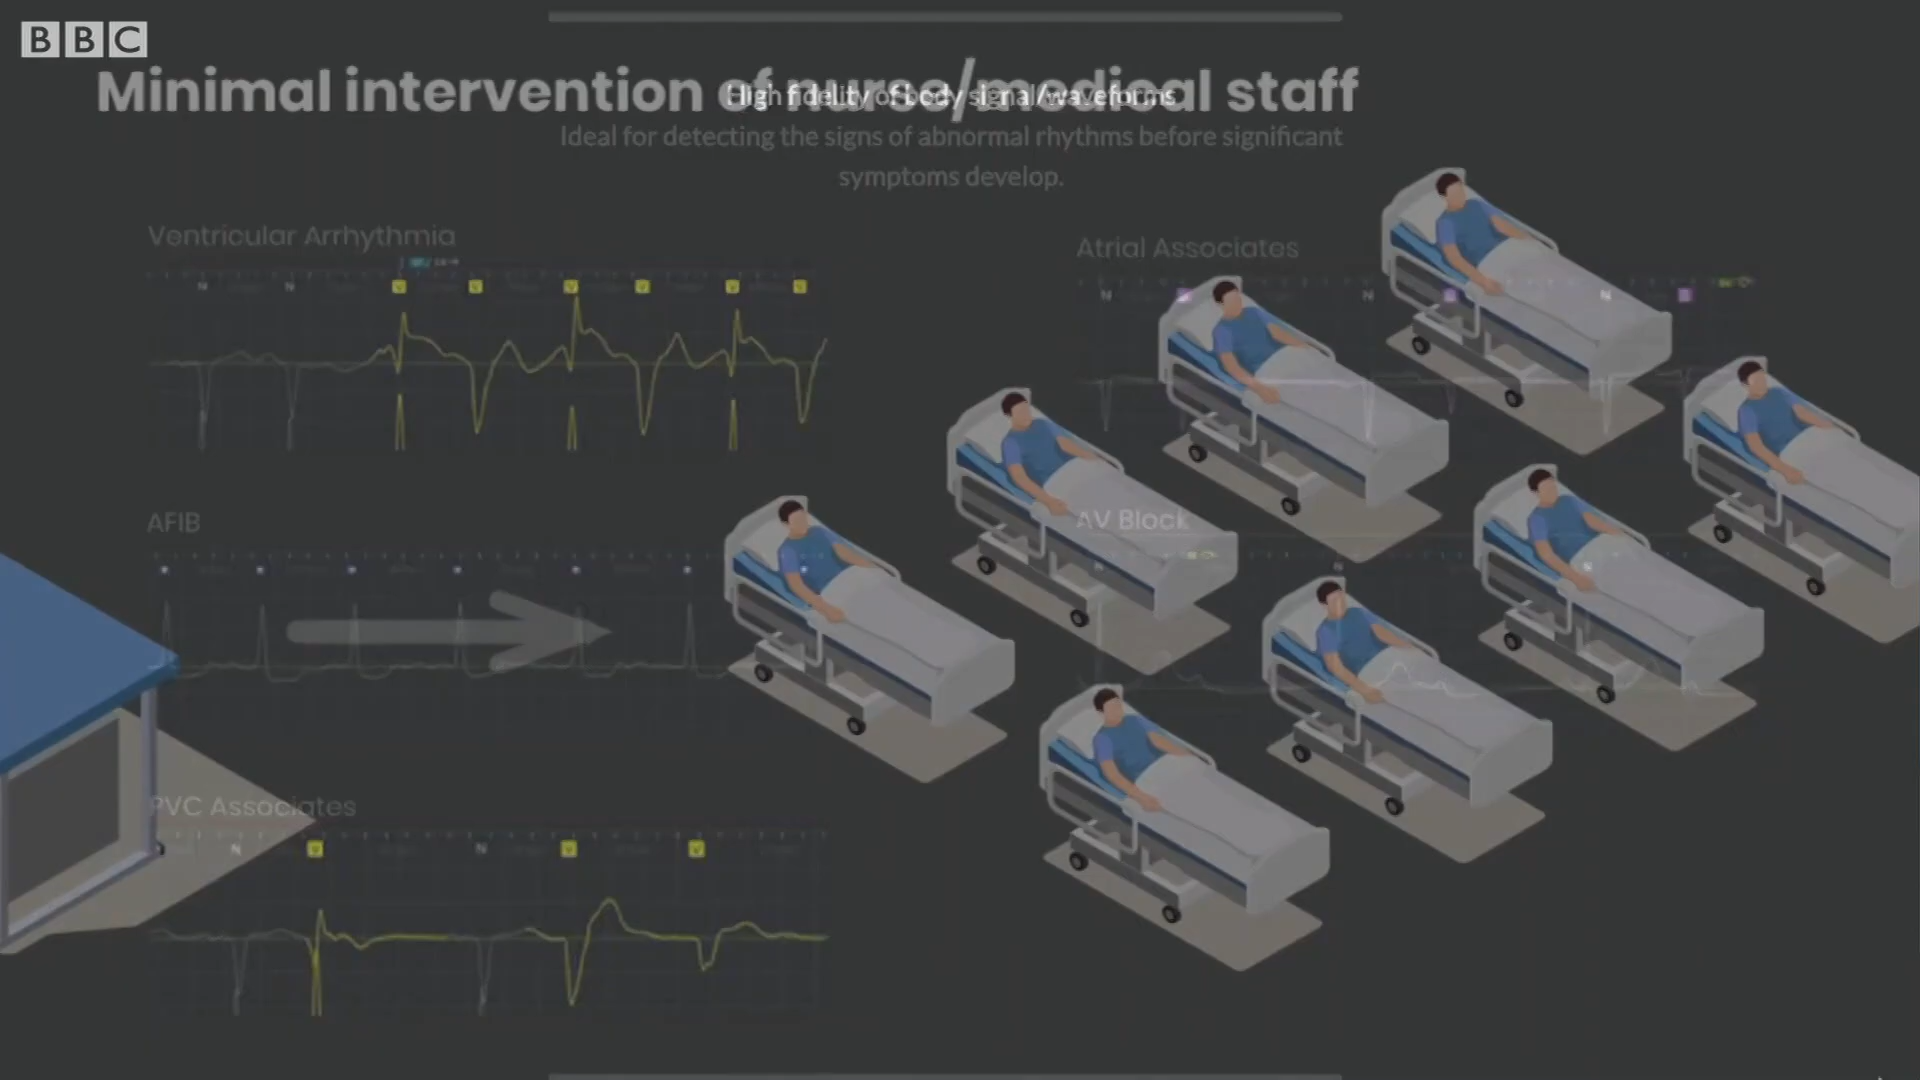 BBC
Minimal intervention of nurse/medical staff
High fidelity of body signal/waveforms
Ideal for detecting the signs of abnormal rhythms before significant
symptoms develop.
Ventricular Arrhythmia
N N V V V V V V
Atrial Associates
N N N
AFIB
AV Block
N N N
PVC Associates
N V N V V